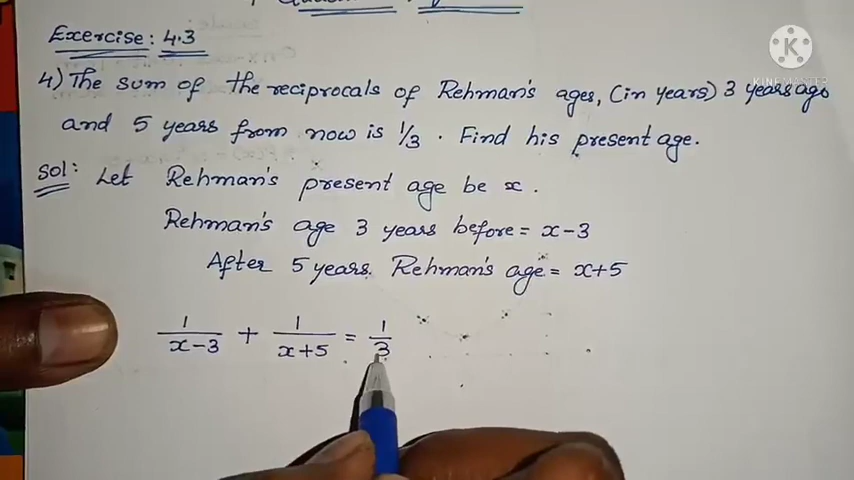 Exercise: 4.3
4) The sum of the reciprocals of Rehman's ages, (in years) 3 years ago
and 5 years from now is 1/3. Find his present age.
Sol: Let Rehman's present age be x.
Rehman's age 3 years before = x-3
After 5 years. Rehman's age = x+5
1/(x-3) + 1/(x+5) = 1/3
KINEMASTER